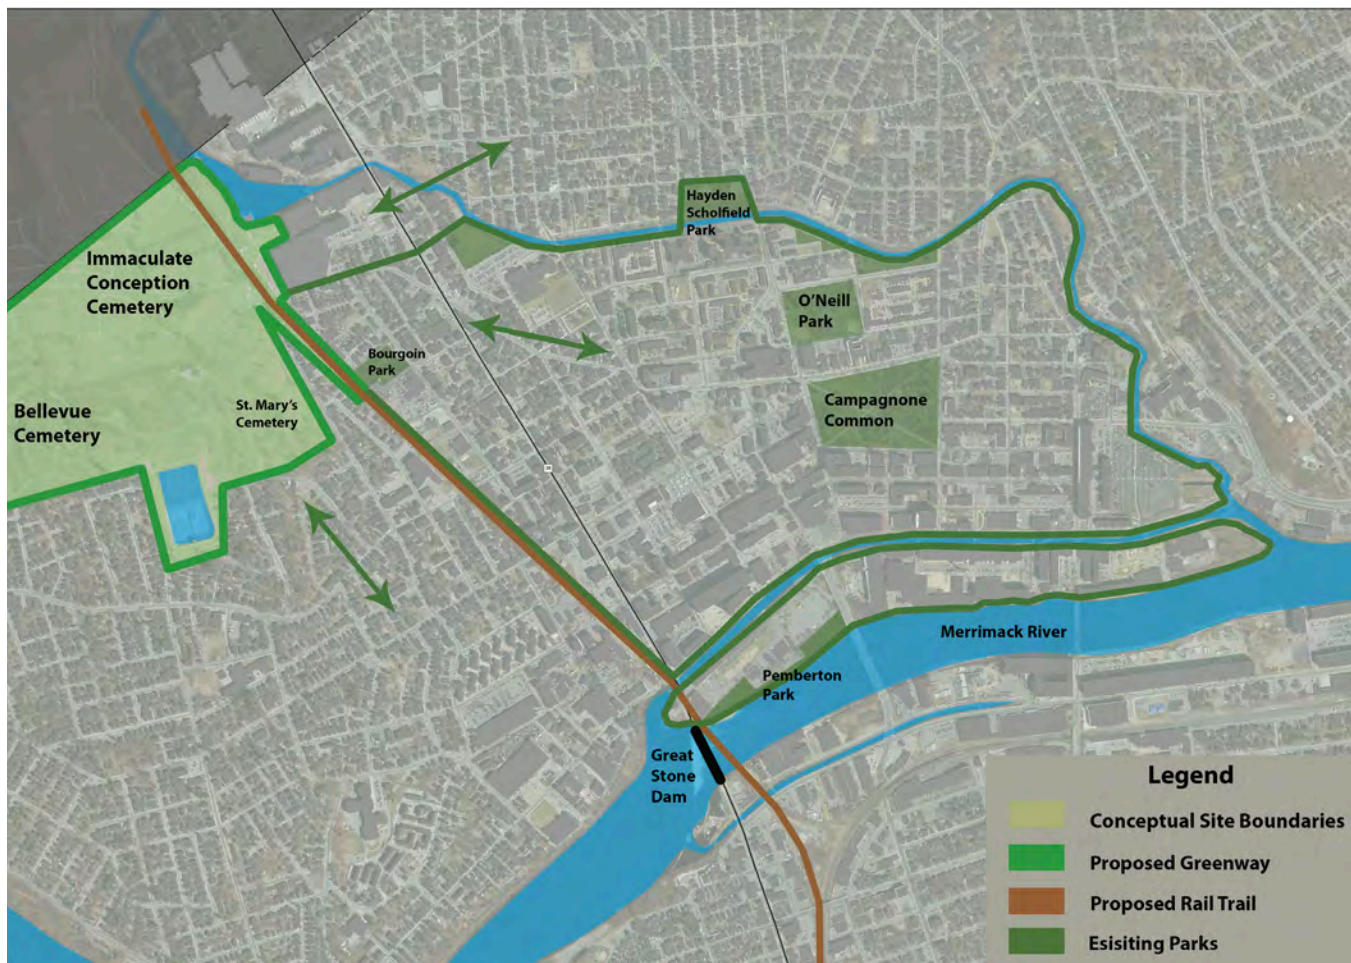 Hayden
Scholfield
Park
Immaculate
Conception
Cemetery
O'Neill
Park
Bourgoin
Park
Bellevue
Cemetery
St. Mary's
Cemetery
Campagnone
Common
Merrimack River
Pemberton
Park
Great
Stone
Dam
Legend
Conceptual Site Boundaries
Proposed Greenway
Proposed Rail Trail
Esisiting Parks